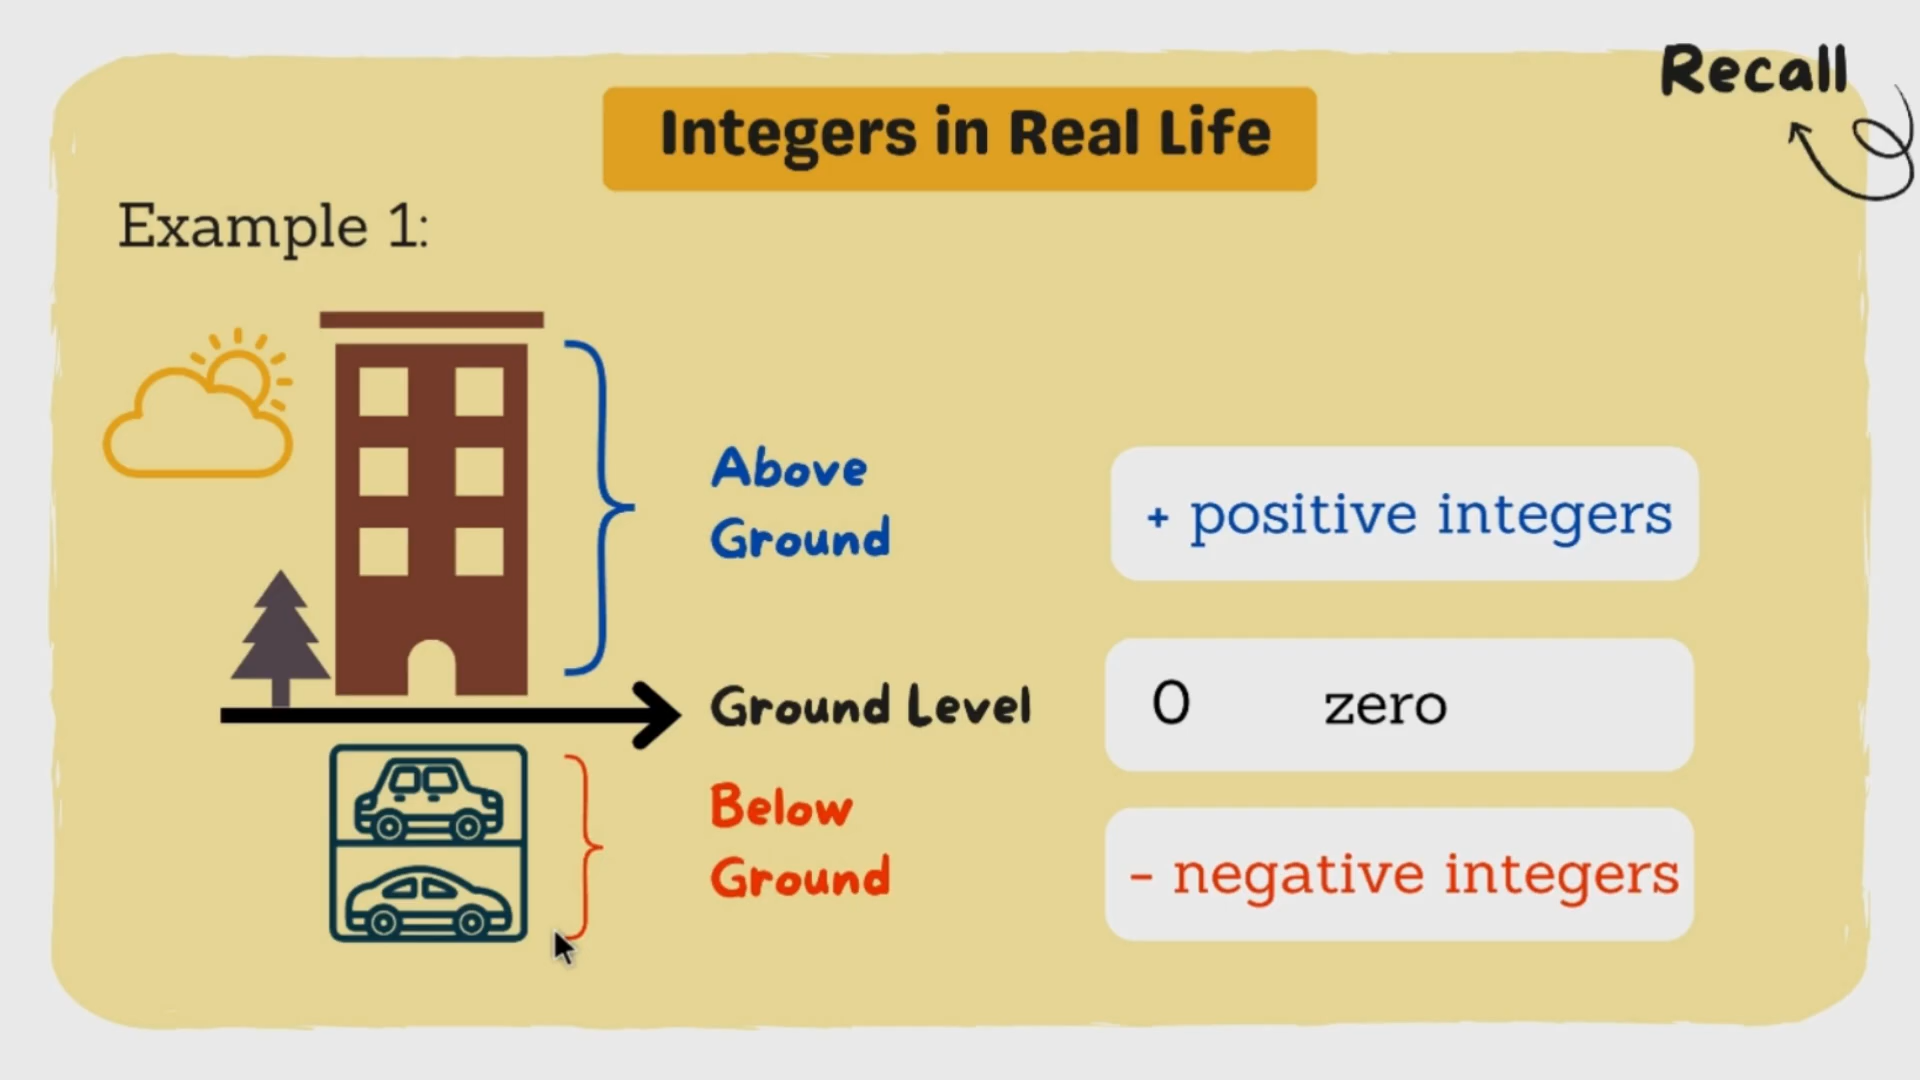 Recall
Integers in Real Life
Example 1:
Above
Ground
+ positive integers
Ground Level
0 zero
Below
Ground
- negative integers